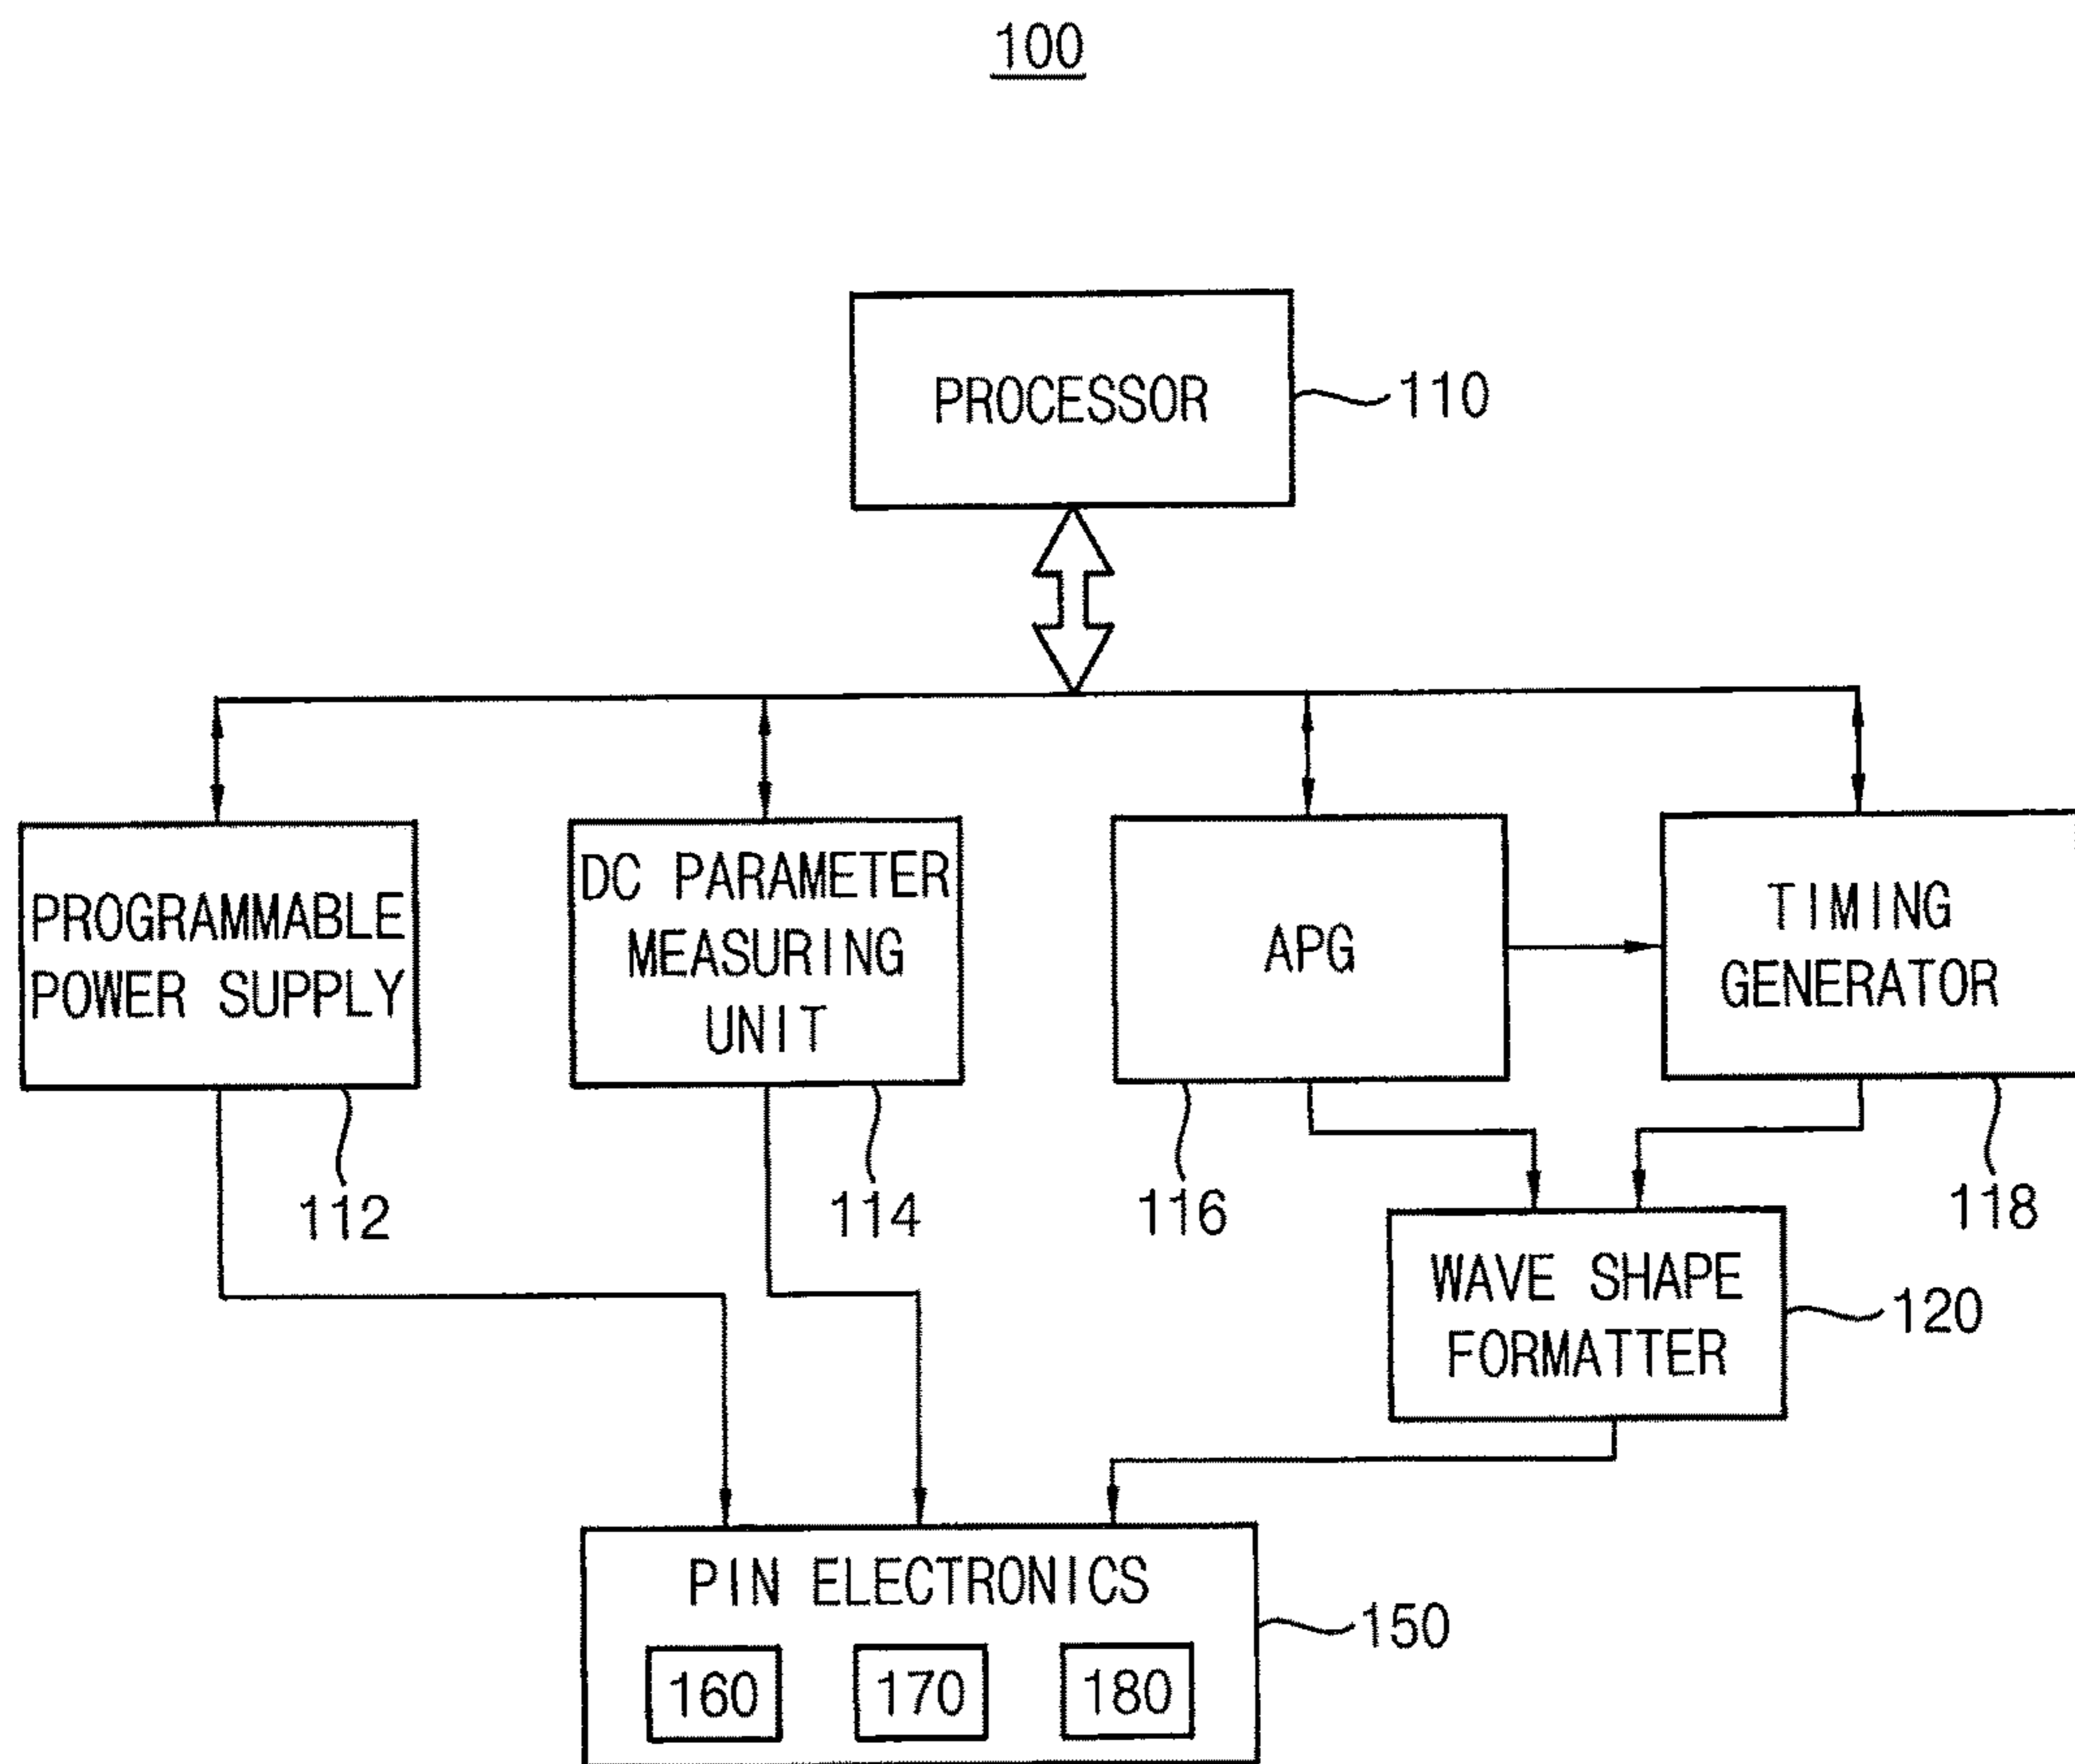 100
PROCESSOR
110
PROGRAMMABLE
POWER SUPPLY
112
DC PARAMETER
MEASURING
UNIT
114
APG
116
TIMING
GENERATOR
118
WAVE SHAPE
FORMATTER
120
PIN ELECTRONICS
150
160
170
180